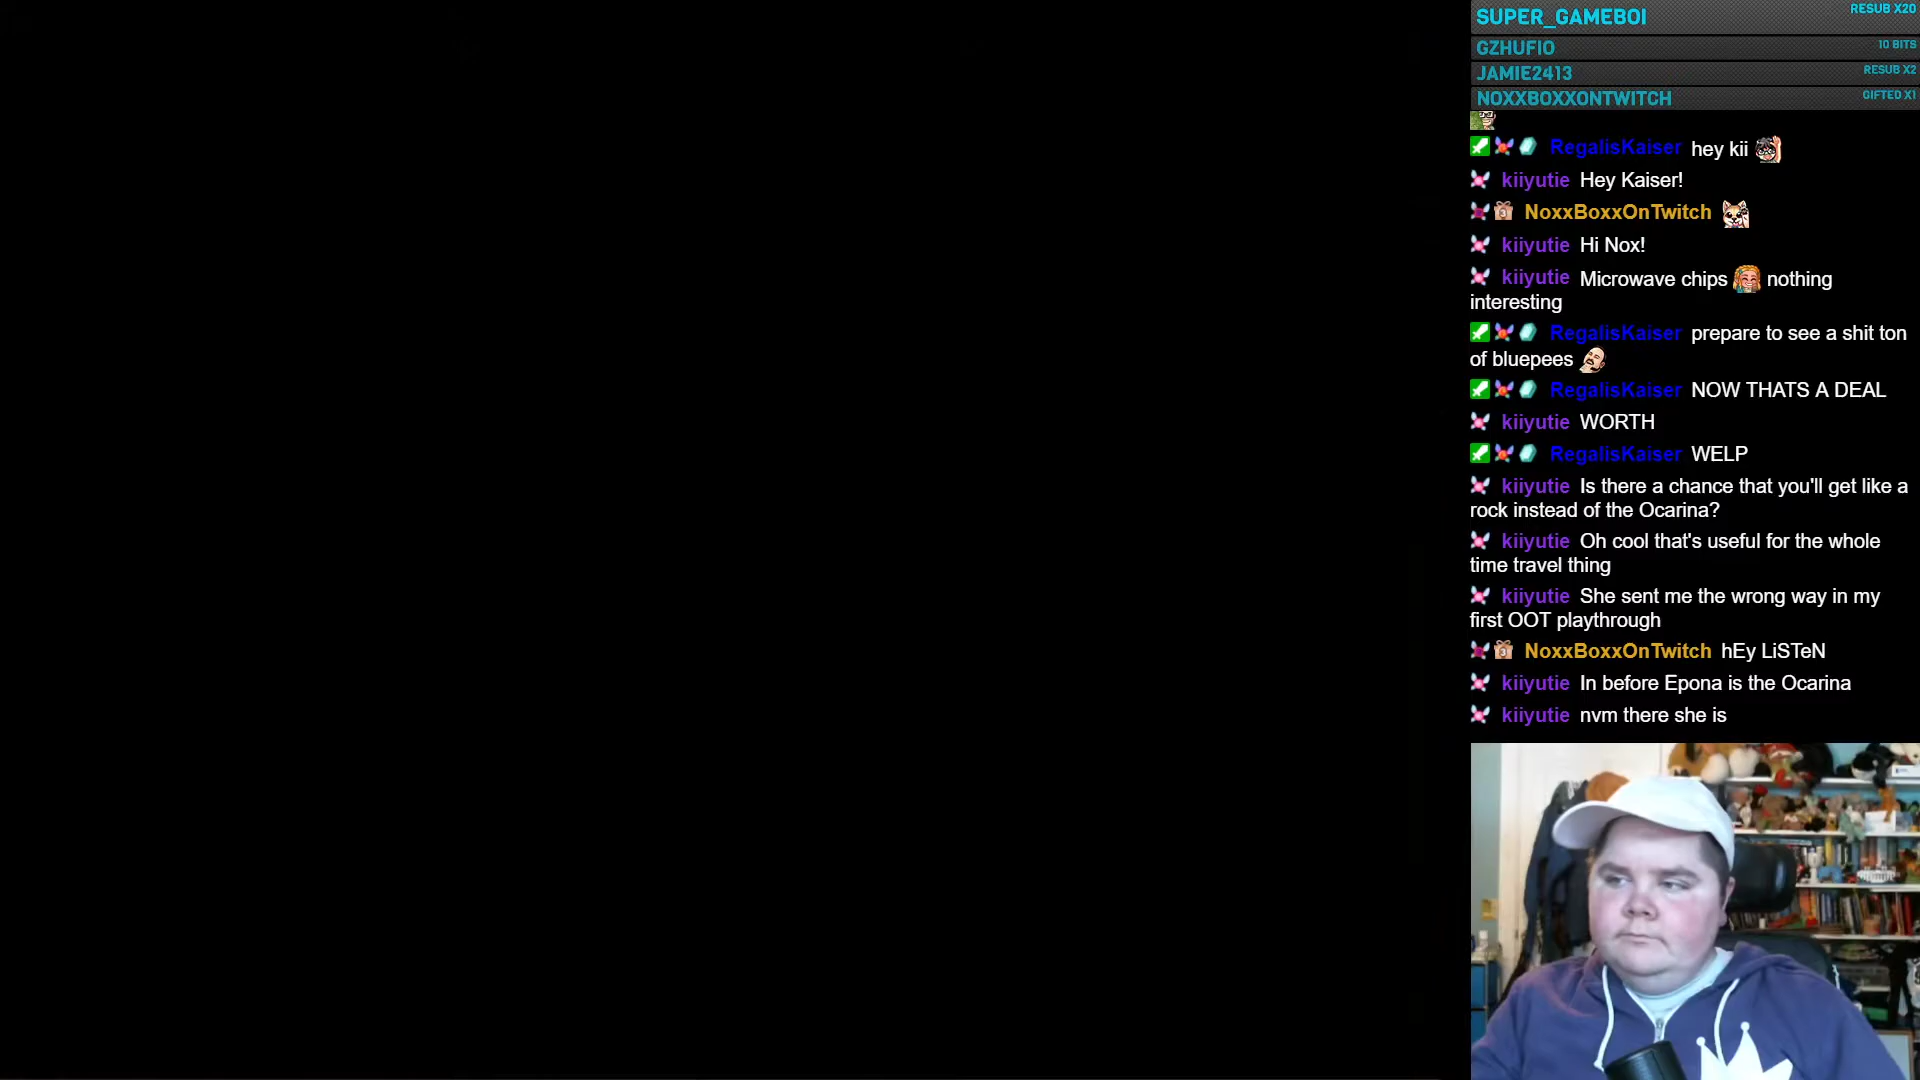 SUPER_GAMEBOI RESUB X20
GZHUFIO 10 BITS
JAMIE2413 RESUB X2
NOXXBOXXONTWITCH GIFTED X1
RegalisKaiser hey kii
kiiyutie Hey Kaiser!
NoxxBoxxOnTwitch
kiiyutie Hi Nox!
kiiyutie Microwave chips nothing
interesting
RegalisKaiser prepare to see a shit ton
of bluepees
RegalisKaiser NOW THATS A DEAL
kiiyutie WORTH
RegalisKaiser WELP
kiiyutie Is there a chance that you'll get like a
rock instead of the Ocarina?
kiiyutie Oh cool that's useful for the whole
time travel thing
kiiyutie She sent me the wrong way in my
first OOT playthrough
NoxxBoxxOnTwitch hEy LiSTeN
kiiyutie In before Epona is the Ocarina
kiiyutie nvm there she is